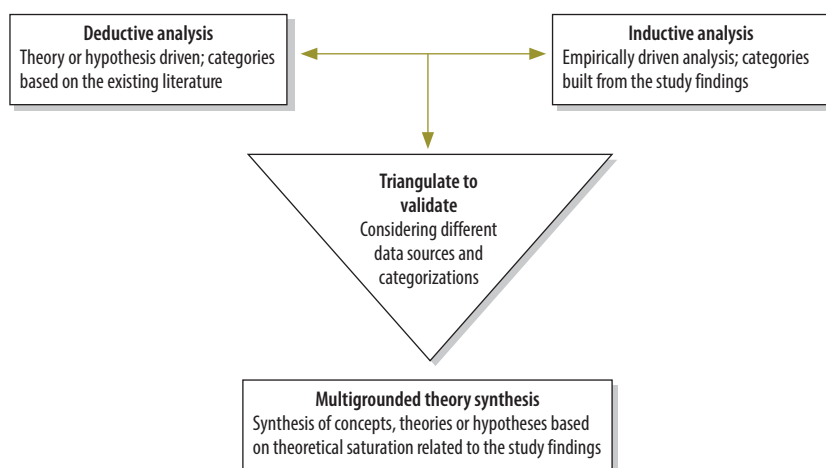 Deductive analysis
Theory or hypothesis driven; categories
based on the existing literature
Inductive analysis
Empirically driven analysis; categories
built from the study findings
Triangulate to
validate
Considering different
data sources and
categorizations
Multigrounded theory synthesis
Synthesis of concepts, theories or hypotheses based
on theoretical saturation related to the study findings